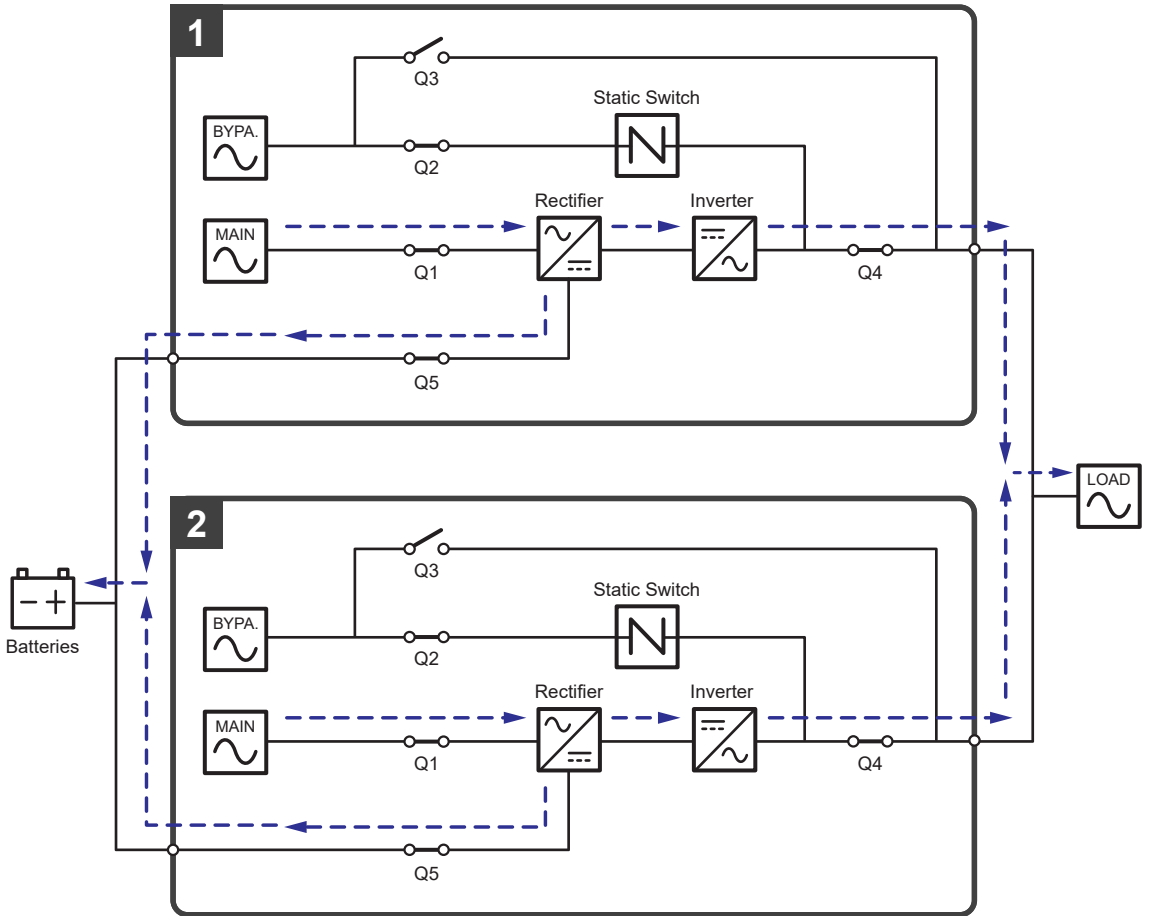 1
Q3
Static Switch
BYPA.
Q2
Rectifier
Inverter
MAIN
Q1
Q4
Q5
LOAD
2
Q3
Static Switch
BYPA.
Q2
Batteries
Rectifier
Inverter
MAIN
Q1
Q4
Q5